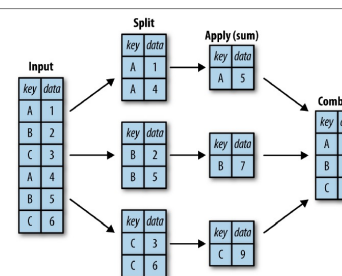 Input
key data
A 1
B 2
C 3
A 4
B 5
C 6
Split
key data
A 1
A 4
key data
B 2
B 5
key data
C 3
C 6
Apply (sum)
key data
A 5
key data
B 7
key data
C 9
key
A
B
C